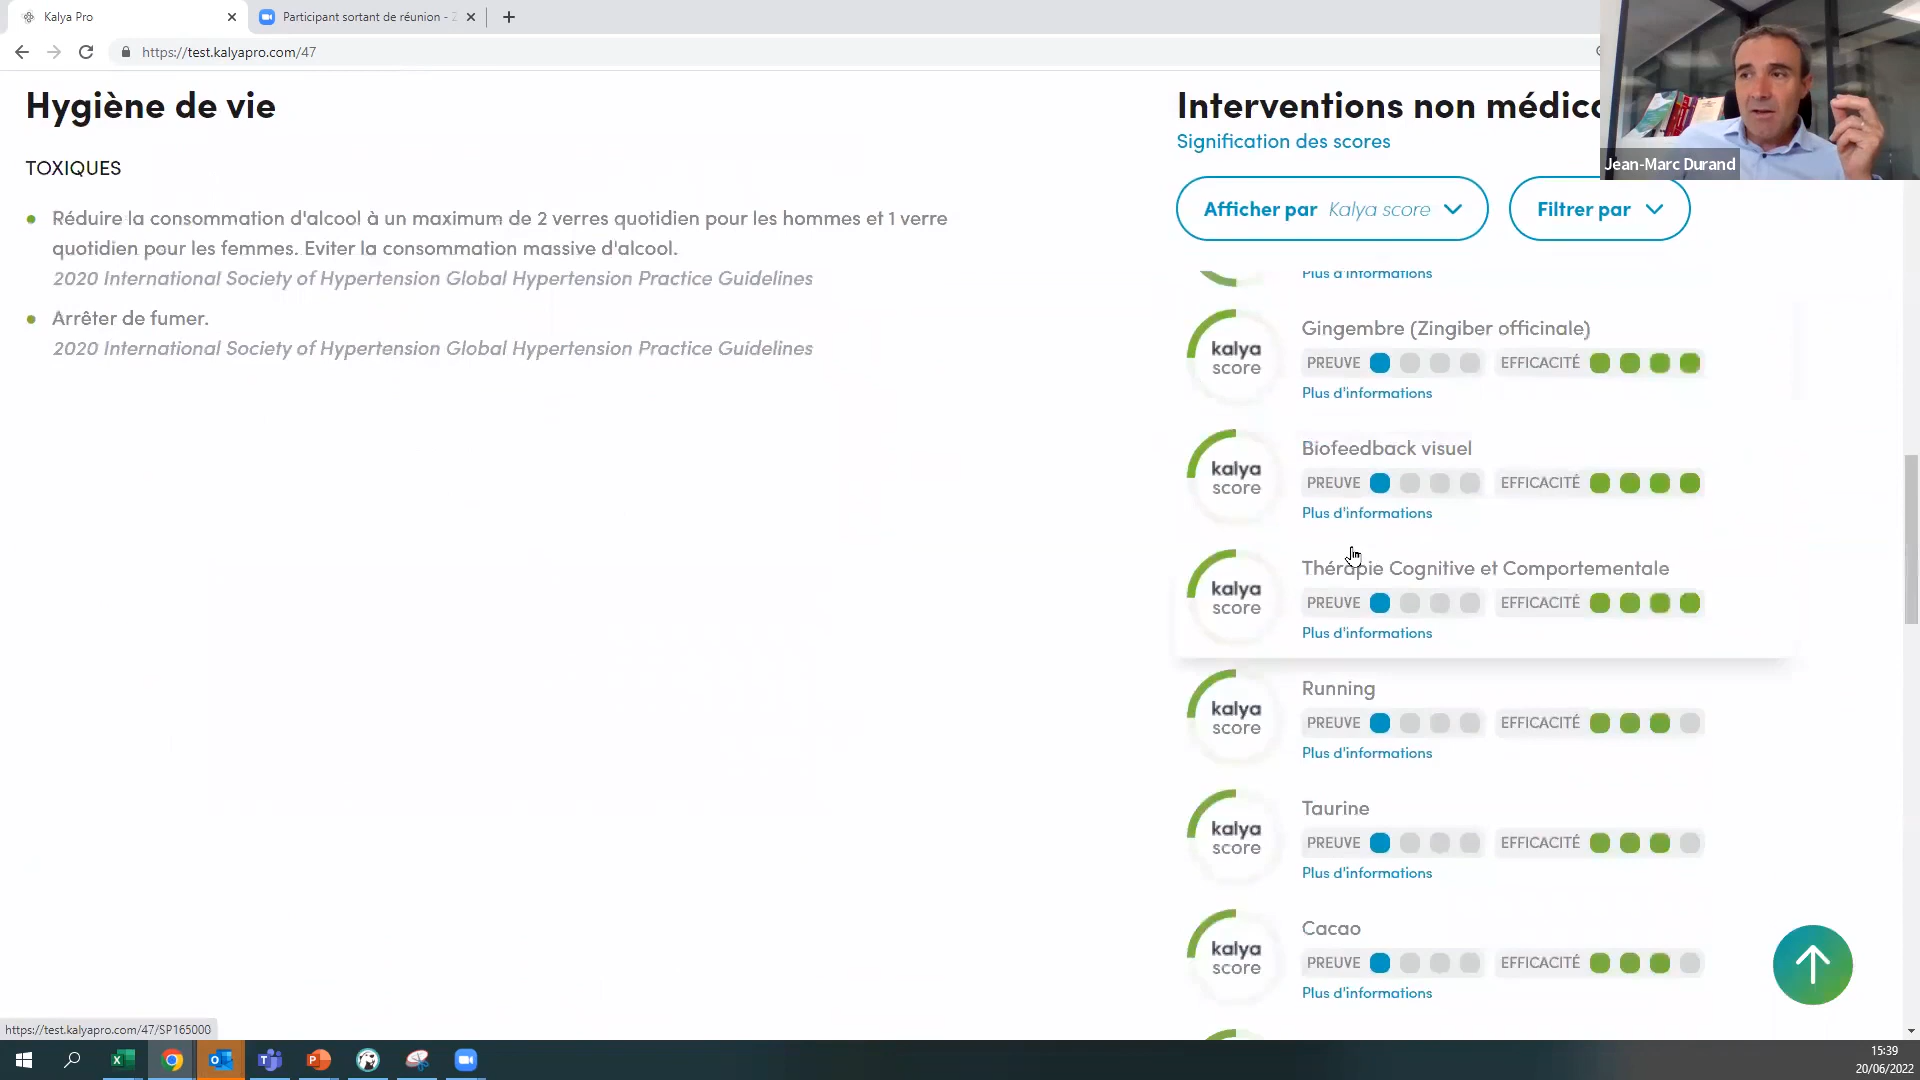 Kalya Pro
Participant sortant de réunion - Z
https://test.kalyapro.com/47
Hygiène de vie
TOXIQUES
Réduire la consommation d'alcool à un maximum de 2 verres quotidien pour les hommes et 1 verre
quotidien pour les femmes. Eviter la consommation massive d'alcool.
2020 International Society of Hypertension Global Hypertension Practice Guidelines
Arrêter de fumer.
2020 International Society of Hypertension Global Hypertension Practice Guidelines
Interventions non médica
Signification des scores
Jean-Marc Durand
Afficher par Kalya score
Filtrer par
Plus d'informations
kalya
score
Gingembre (Zingiber officinale)
PREUVE EFFICACITÉ
Plus d'informations
kalya
score
Biofeedback visuel
PREUVE EFFICACITÉ
Plus d'informations
kalya
score
Thérapie Cognitive et Comportementale
PREUVE EFFICACITÉ
Plus d'informations
kalya
score
Running
PREUVE EFFICACITÉ
Plus d'informations
kalya
score
Taurine
PREUVE EFFICACITÉ
Plus d'informations
kalya
score
Cacao
PREUVE EFFICACITÉ
Plus d'informations
https://test.kalyapro.com/47/SP165000
15:39
20/06/2022